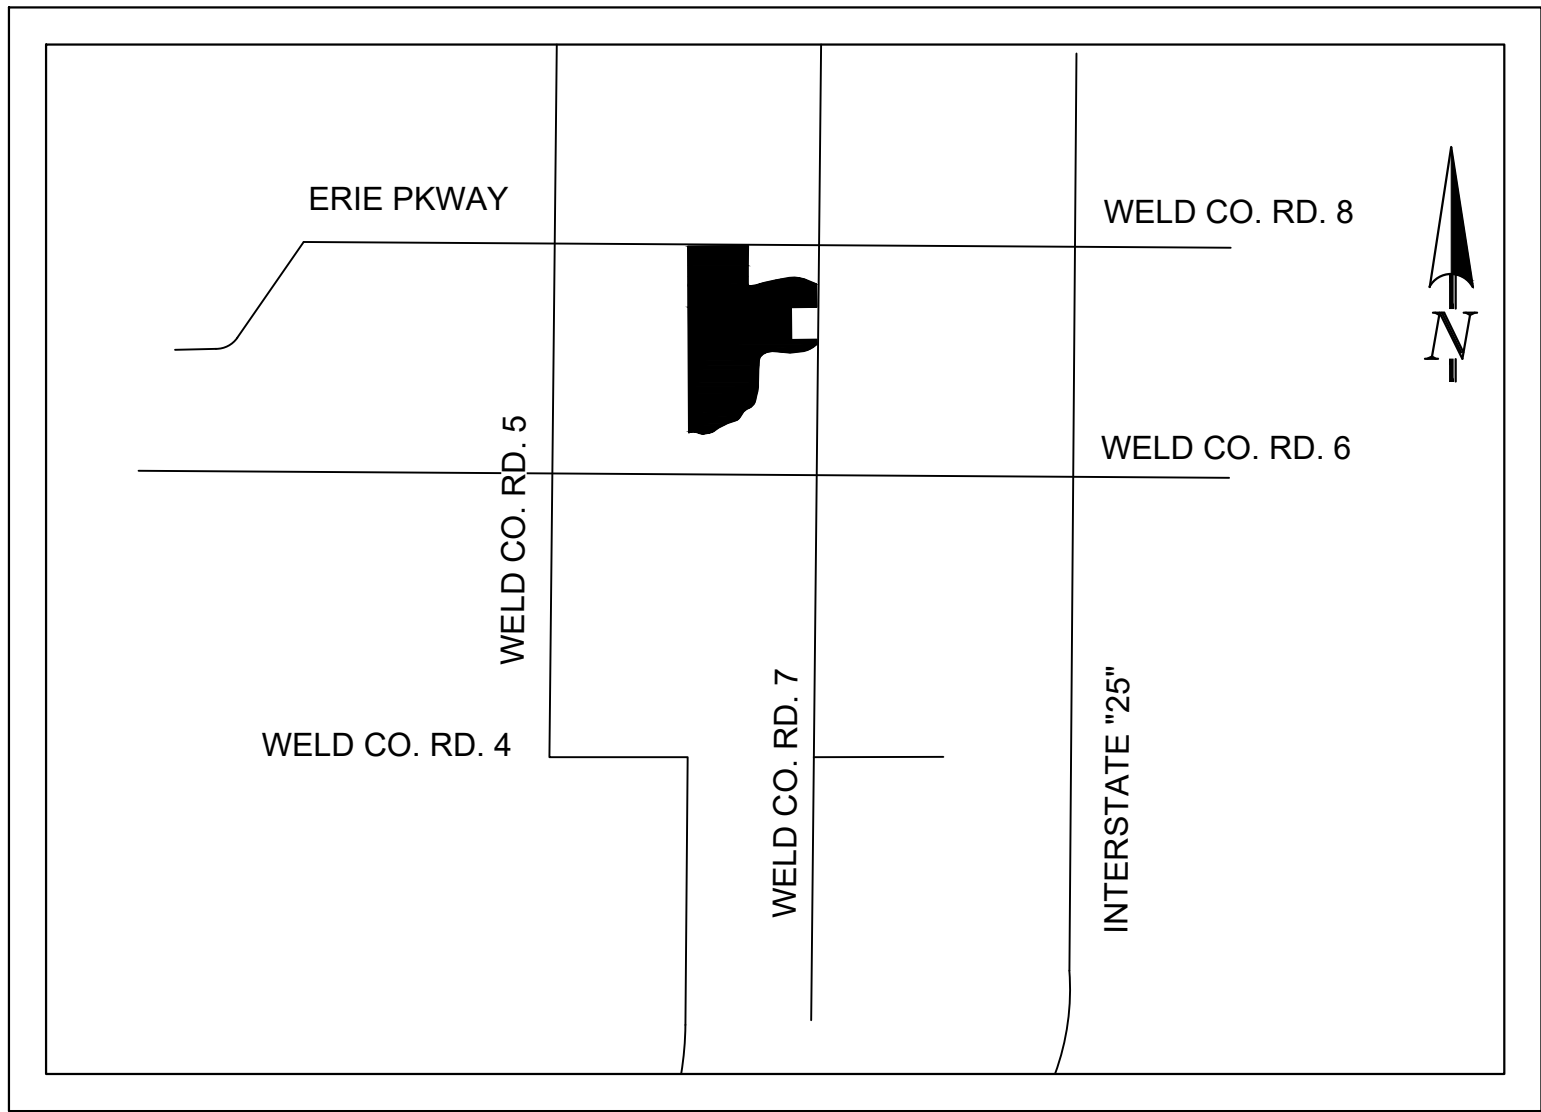 ERIE PKWAY
WELD CO. RD. 8
N
WELD CO. RD. 6
WELD CO. RD. 5
WELD CO. RD. 4
WELD CO. RD. 7
INTERSTATE "25"